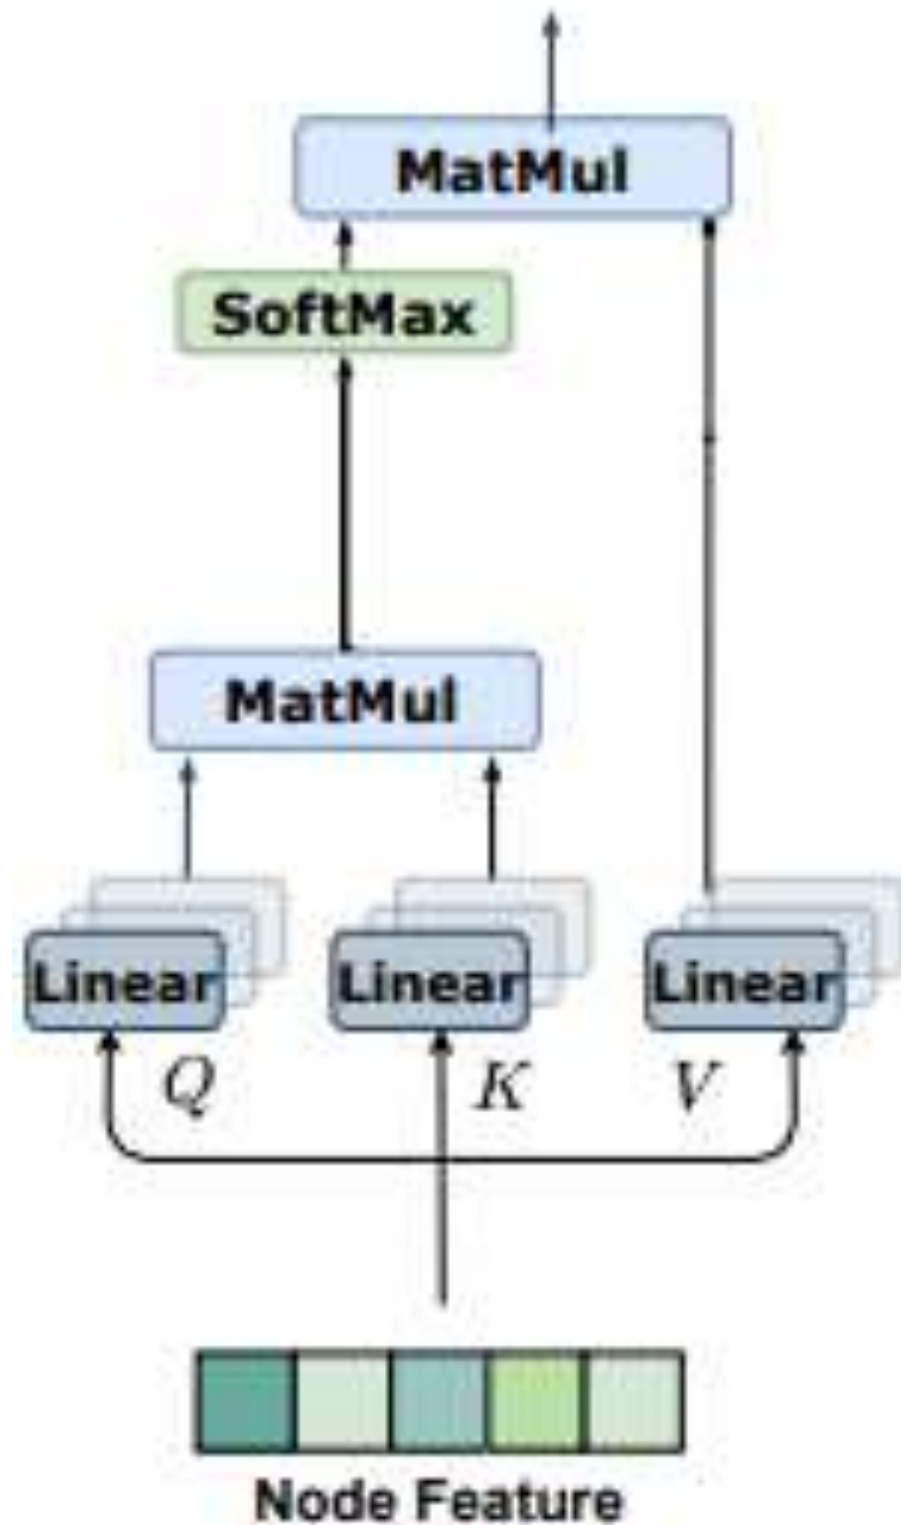 MatMul
SoftMax
MatMul
Linear Linear Linear
Q K V
Node Feature